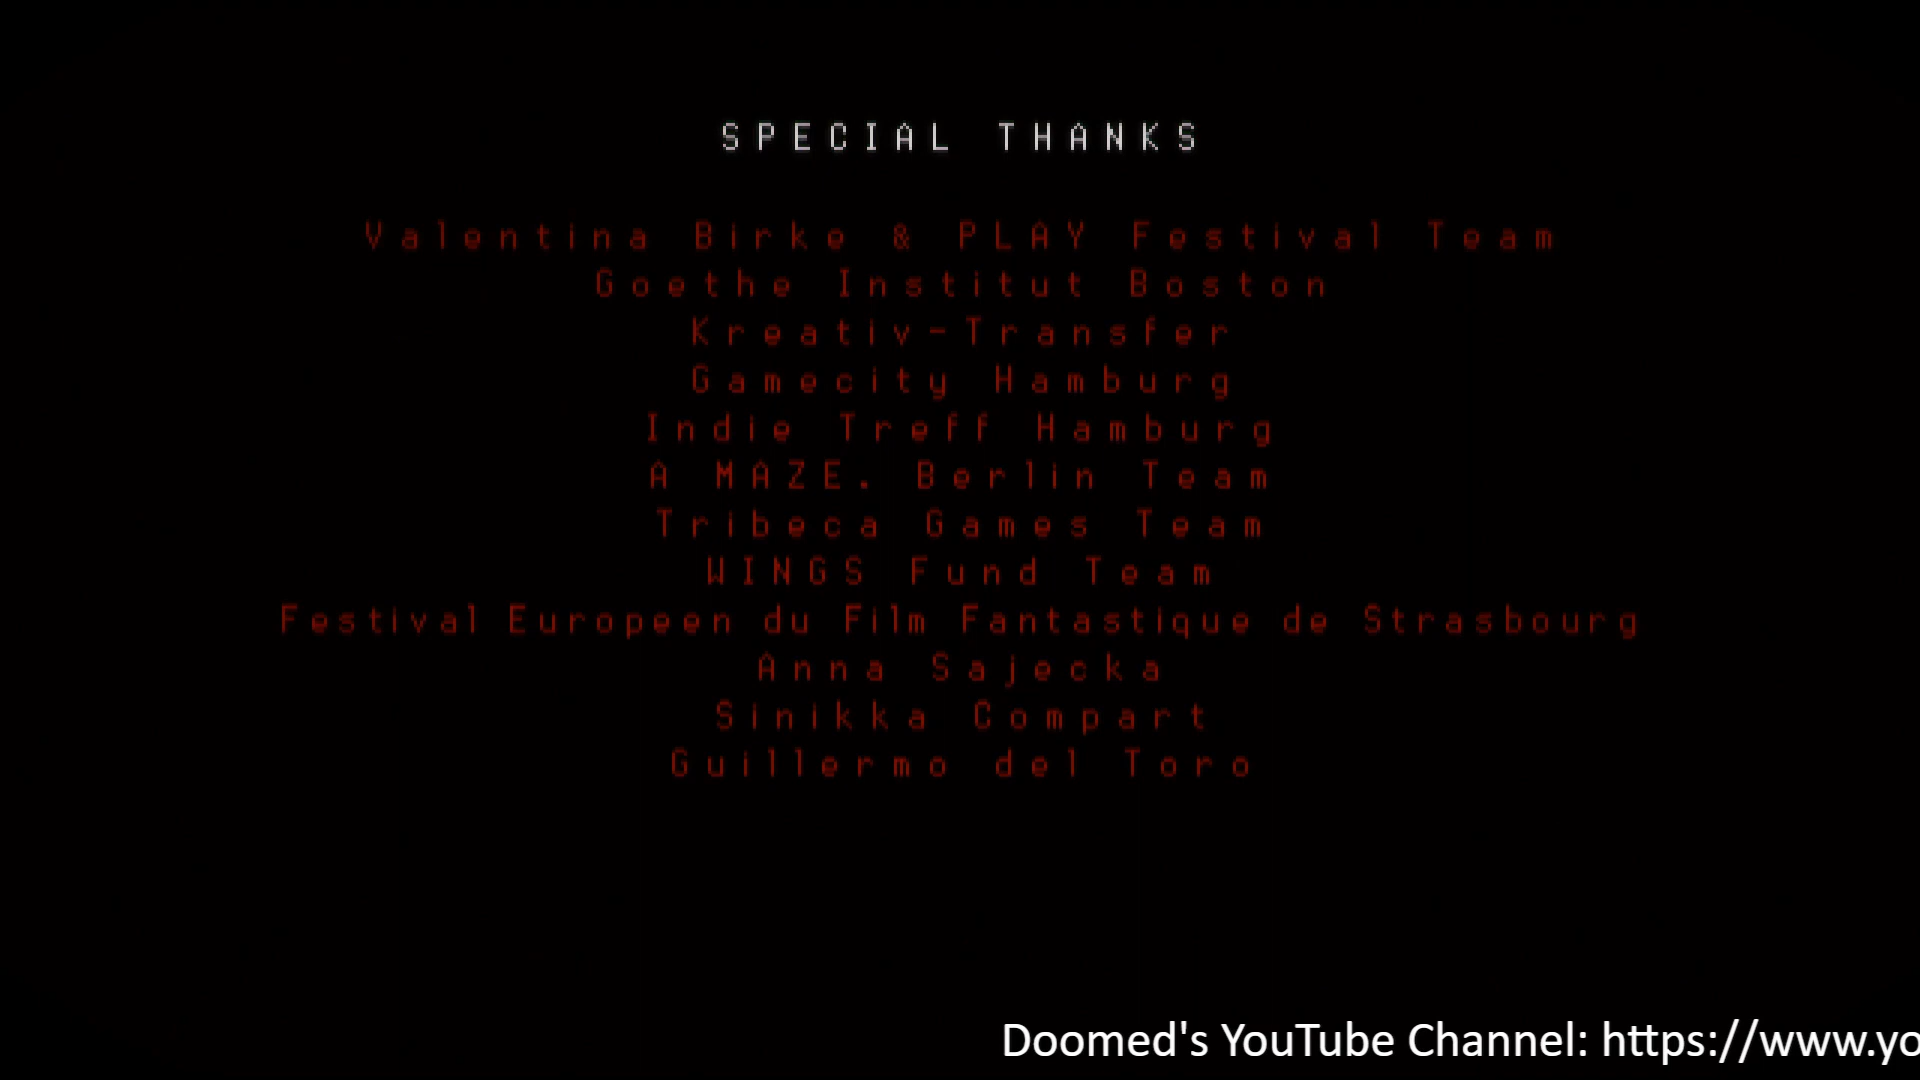 SPECIAL THANKS
Valentina Birke & PLAY Festival Team
Goethe Institut Boston
Kreativ-Transfer
Gamecity Hamburg
Indie Treff Hamburg
A MAZE. Berlin Team
Tribeca Games Team
WINGS Fund Team
Festival Europeen du Film Fantastique de Strasbourg
Anna Sajecka
Sinikka Compart
Guillermo del Toro
Doomed's YouTube Channel: https://www.yo